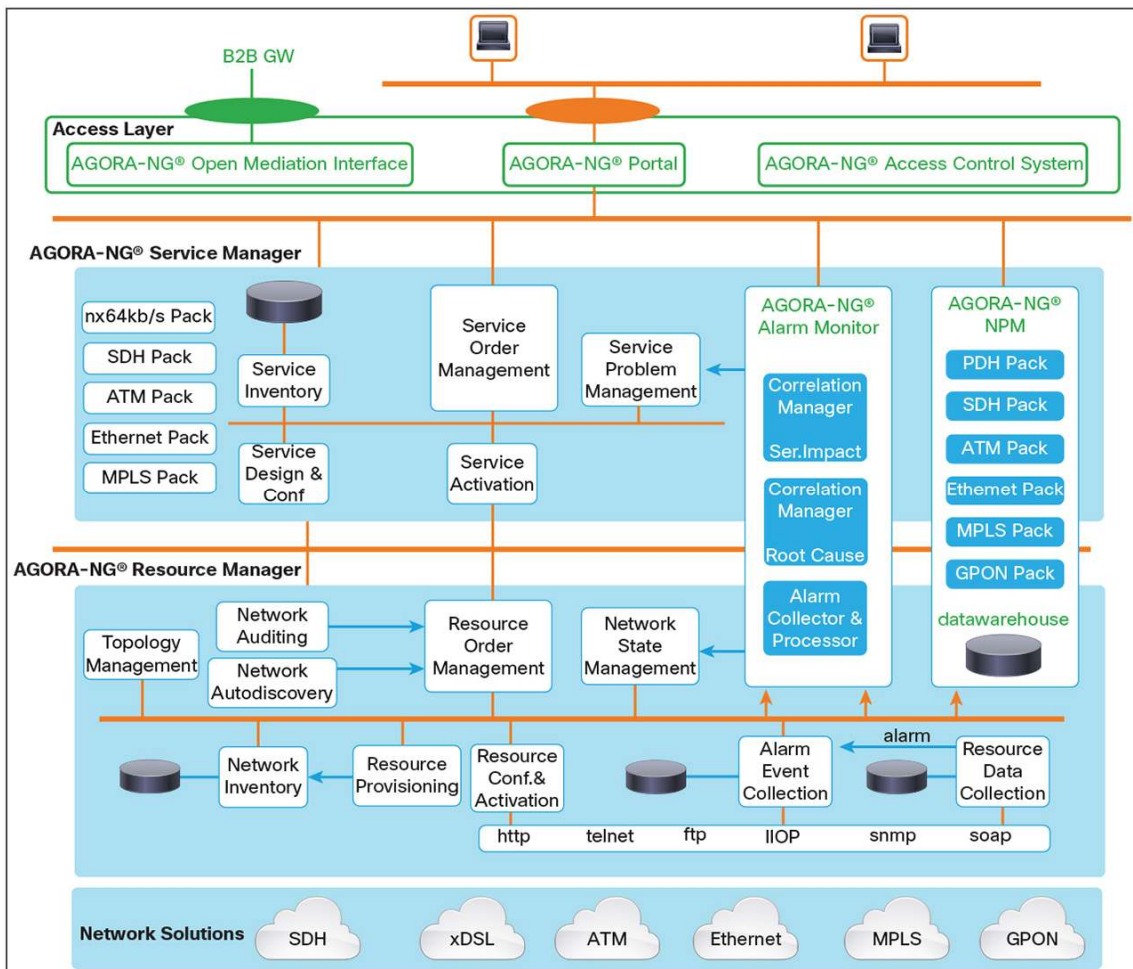 B2B GW
Access Layer
AGORA-NG® Open Mediation Interface
AGORA-NG® Portal
AGORA-NG® Access Control System
AGORA-NG® Service Manager
nx64kb/s Pack
SDH Pack
ATM Pack
Ethernet Pack
MPLS Pack
Service
Inventory
Service
Design &
Conf
Service
Order
Management
Service
Activation
Service
Problem
Management
AGORA-NG®
Alarm Monitor
Correlation
Manager
Ser.Impact
Correlation
Manager
Root Cause
Alarm
Collector &
Processor
AGORA-NG®
NPM
PDH Pack
SDH Pack
ATM Pack
Ethemet Pack
MPLS Pack
GPON Pack
datawarehouse
AGORA-NG® Resource Manager
Topology
Management
Network
Auditing
Network
Autodiscovery
Resource
Order
Management
Network
State
Management
Network
Inventory
Resource
Provisioning
Resource
Conf.&
Activation
Alarm
Event
Collection
alarm
Resource
Data
Collection
http telnet ftp IIOP snmp soap
Network Solutions
SDH
xDSL
ATM
Ethernet
MPLS
GPON